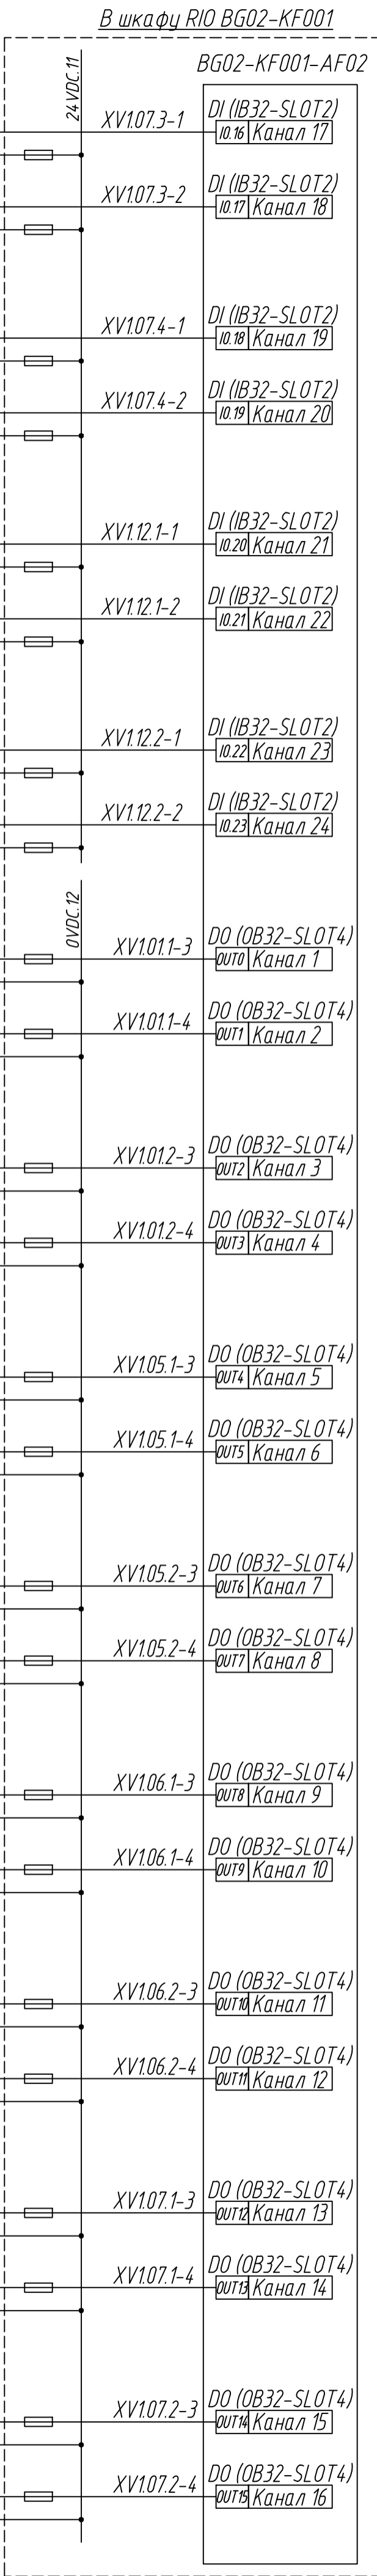 В шкафу RIO BG02-KF001
24VDC.11
BG02-KF001-AF02
XV1.07.3-1
DI (IB32-SLOT2)
I0.16 Канал 17
XV1.07.3-2
DI (IB32-SLOT2)
I0.17 Канал 18
XV1.07.4-1
DI (IB32-SLOT2)
I0.18 Канал 19
XV1.07.4-2
DI (IB32-SLOT2)
I0.19 Канал 20
XV1.12.1-1
DI (IB32-SLOT2)
I0.20 Канал 21
XV1.12.1-2
DI (IB32-SLOT2)
I0.21 Канал 22
XV1.12.2-1
DI (IB32-SLOT2)
I0.22 Канал 23
XV1.12.2-2
DI (IB32-SLOT2)
I0.23 Канал 24
0VDC.12
XV1.01.1-3
DO (OB32-SLOT4)
OUT0 Канал 1
XV1.01.1-4
DO (OB32-SLOT4)
OUT1 Канал 2
XV1.01.2-3
DO (OB32-SLOT4)
OUT2 Канал 3
XV1.01.2-4
DO (OB32-SLOT4)
OUT3 Канал 4
XV1.05.1-3
DO (OB32-SLOT4)
OUT4 Канал 5
XV1.05.1-4
DO (OB32-SLOT4)
OUT5 Канал 6
XV1.05.2-3
DO (OB32-SLOT4)
OUT6 Канал 7
XV1.05.2-4
DO (OB32-SLOT4)
OUT7 Канал 8
XV1.06.1-3
DO (OB32-SLOT4)
OUT8 Канал 9
XV1.06.1-4
DO (OB32-SLOT4)
OUT9 Канал 10
XV1.06.2-3
DO (OB32-SLOT4)
OUT10 Канал 11
XV1.06.2-4
DO (OB32-SLOT4)
OUT11 Канал 12
XV1.07.1-3
DO (OB32-SLOT4)
OUT12 Канал 13
XV1.07.1-4
DO (OB32-SLOT4)
OUT13 Канал 14
XV1.07.2-3
DO (OB32-SLOT4)
OUT14 Канал 15
XV1.07.2-4
DO (OB32-SLOT4)
OUT15 Канал 16